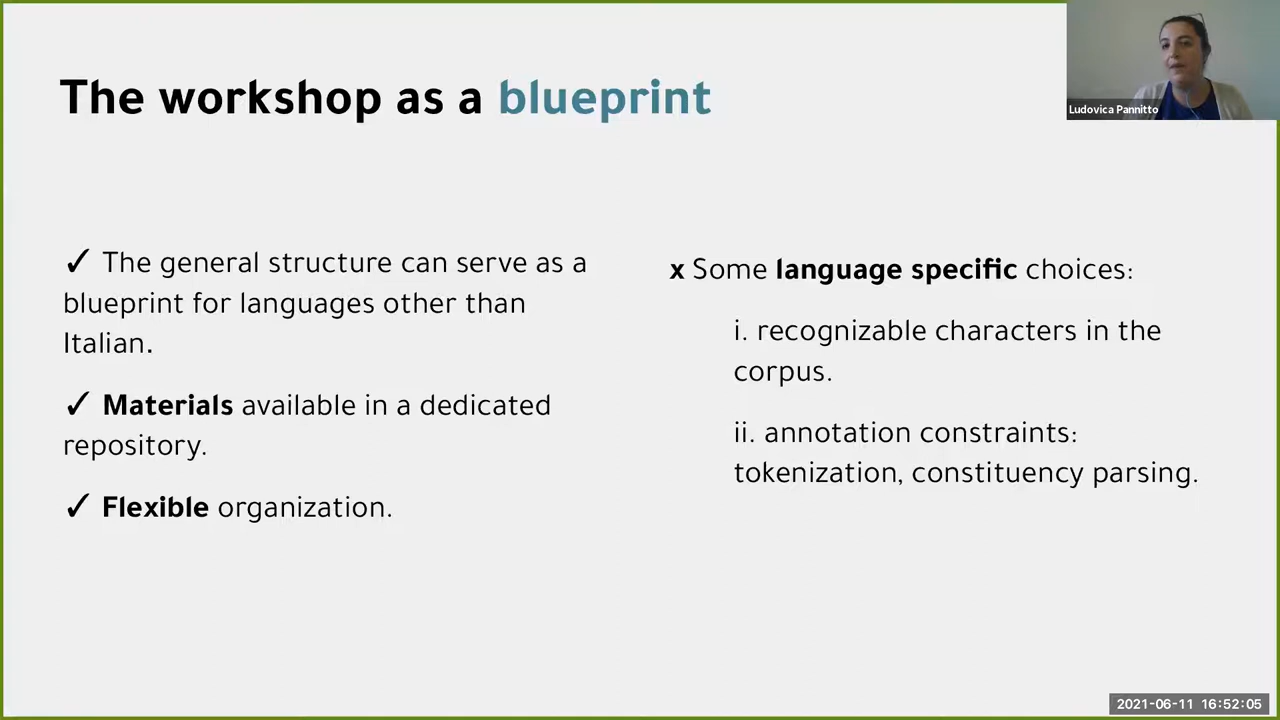 The workshop as a blueprint
Ludovica Pannitto
✓ The general structure can serve as a
blueprint for languages other than
Italian.
✓ Materials available in a dedicated
repository.
✓ Flexible organization.
x Some language specific choices:
i. recognizable characters in the
corpus.
ii. annotation constraints:
tokenization, constituency parsing.
2021-06-11 16:52:05